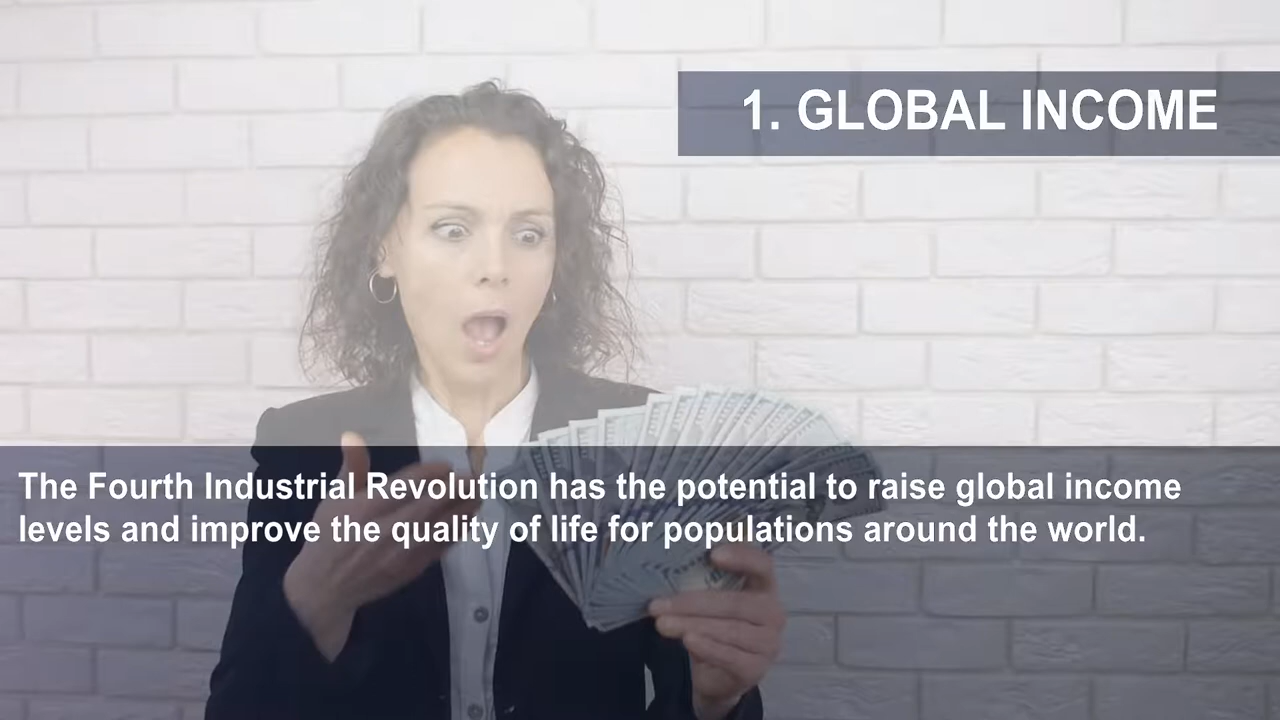 1. GLOBAL INCOME
The Fourth Industrial Revolution has the potential to raise global income
levels and improve the quality of life for populations around the world.